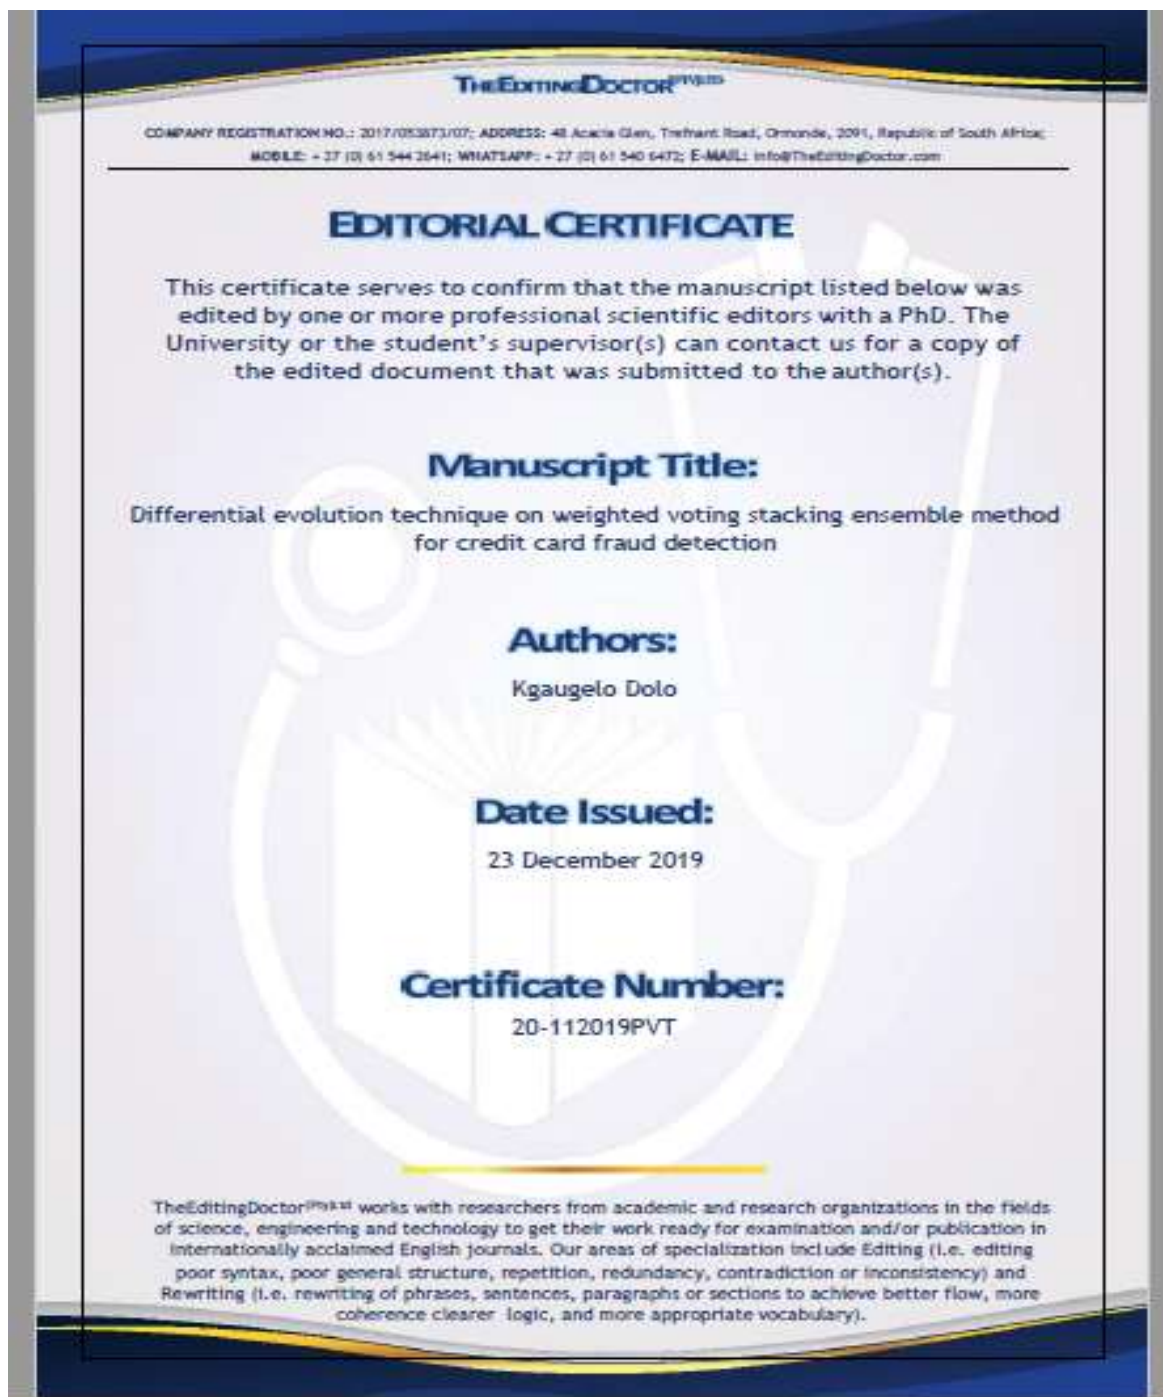 THEEDITINGDOCTOR(PTY)LTD
COMPANY REGISTRATION NO.: 2017/053873/07; ADDRESS: 48 Acacia Glen, Trefnant Road, Ormonde, 2091, Republic of South Africa;
MOBILE: + 27 (0) 61 544 2641; WHATSAPP: + 27 (0) 61 540 6472; E-MAIL: info@TheEditingDoctor.com
EDITORIAL CERTIFICATE
This certificate serves to confirm that the manuscript listed below was
edited by one or more professional scientific editors with a PhD. The
University or the student’s supervisor(s) can contact us for a copy of
the edited document that was submitted to the author(s).
Manuscript Title:
Differential evolution technique on weighted voting stacking ensemble method
for credit card fraud detection
Authors:
Kgaugelo Dolo
Date Issued:
23 December 2019
Certificate Number:
20-112019PVT
TheEditingDoctor(Pty)Ltd works with researchers from academic and research organizations in the fields
of science, engineering and technology to get their work ready for examination and/or publication in
internationally acclaimed English journals. Our areas of specialization include Editing (i.e. editing
poor syntax, poor general structure, repetition, redundancy, contradiction or inconsistency) and
Rewriting (i.e. rewriting of phrases, sentences, paragraphs or sections to achieve better flow, more
coherence clearer logic, and more appropriate vocabulary).